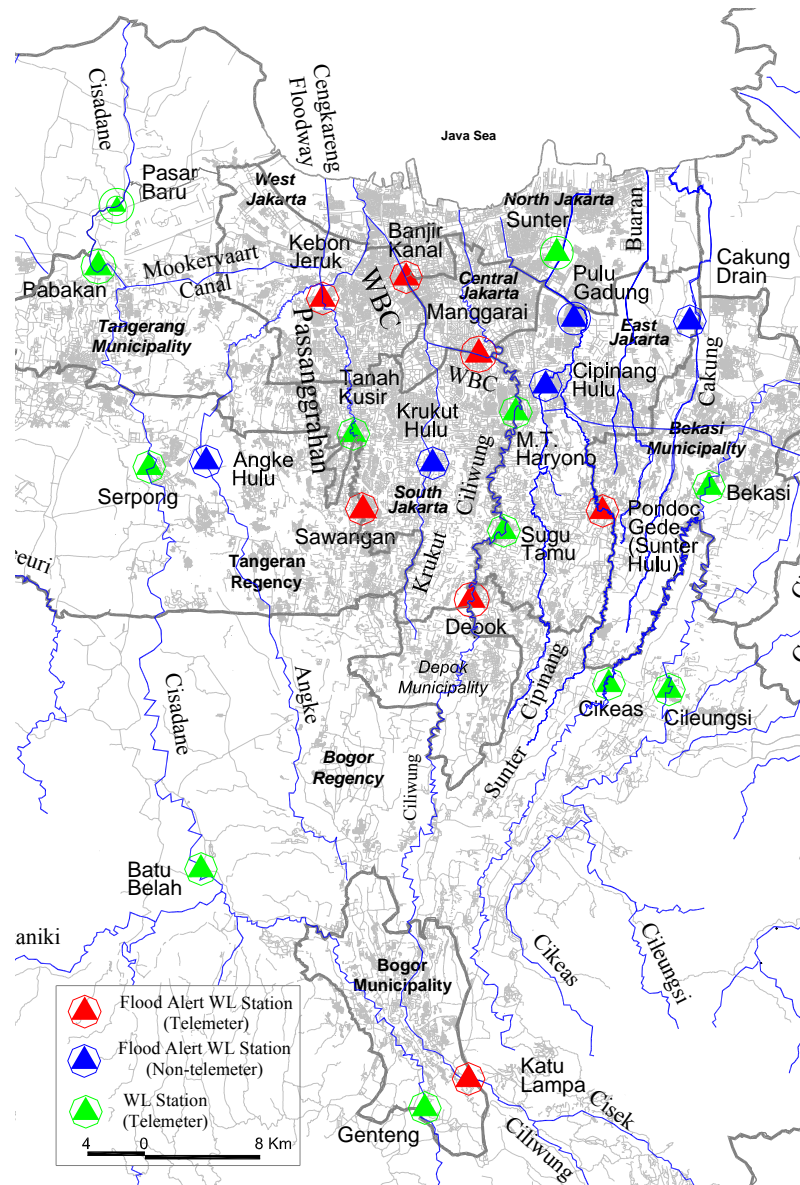 Cisadane
Cengkareng
Floodway
Java Sea
Pasar
Baru
West
Jakarta
North Jakarta
Sunter
Buaran
Kebon
Jeruk
Banjir
Kanal
Mookervaart
Canal
Babakan
WBC
Central
Jakarta
Pulu
Gadung
Cakung
Drain
Manggarai
Tangerang
Municipality
East
Jakarta
Passanggrahan
WBC
Cakung
Tanah
Kusir
Cipinang
Hulu
Krukut
Hulu
M.T.
Haryono
Bekasi
Municipality
Ciliwung
Angke
Hulu
Serpong
South
Jakarta
Bekasi
Pondoc
Gede
(Sunter
Hulu)
Sawangan
Sugu
Tamu
Krukut
Tangeran
Regency
euri
Depok
Depok
Municipality
Cisadane
Angke
Cipinang
Cikeas
Cileungsi
Bogor
Regency
Ciliwung
Sunter
Batu
Belah
aniki
Cikeas
Cileungsi
Bogor
Municipality
Katu
Lampa
Cisek
Ciliwung
Genteng
Flood Alert WL Station
(Telemeter)
Flood Alert WL Station
(Non-telemeter)
WL Station
(Telemeter)
4 0 8 Km